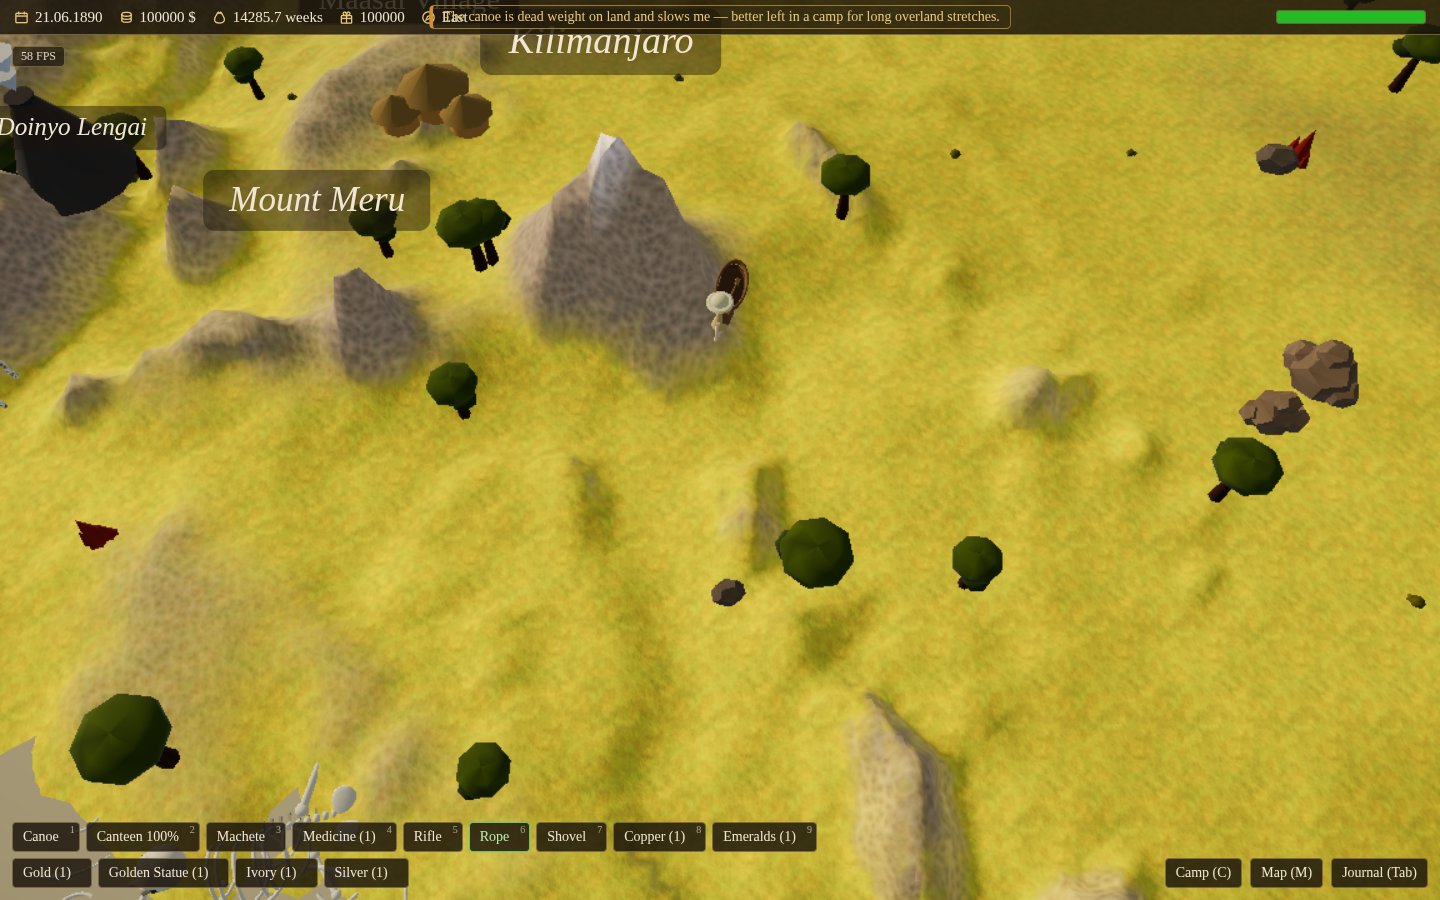 Maasai Village
21.06.1890 100000 $ 14285.7 weeks 100000 East
The canoe is dead weight on land and slows me — better left in a camp for long overland stretches.
58 FPS
Kilimanjaro
Doinyo Lengai
Mount Meru
Canoe 1 Canteen 100% 2 Machete 3 Medicine (1) 4 Rifle 5 Rope 6 Shovel 7 Copper (1) 8 Emeralds (1) 9
Gold (1) Golden Statue (1) Ivory (1) Silver (1) Camp (C) Map (M) Journal (Tab)